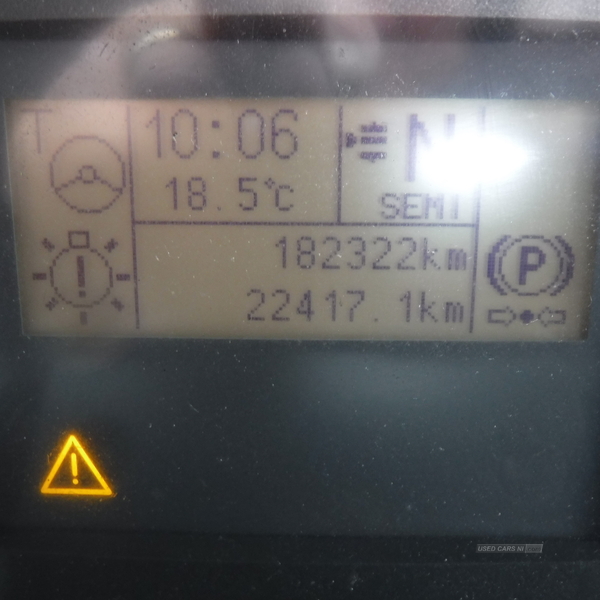 T
10:06
N
18.5°C
SEMI
182322km
P
22417.1km
USED CARS NI